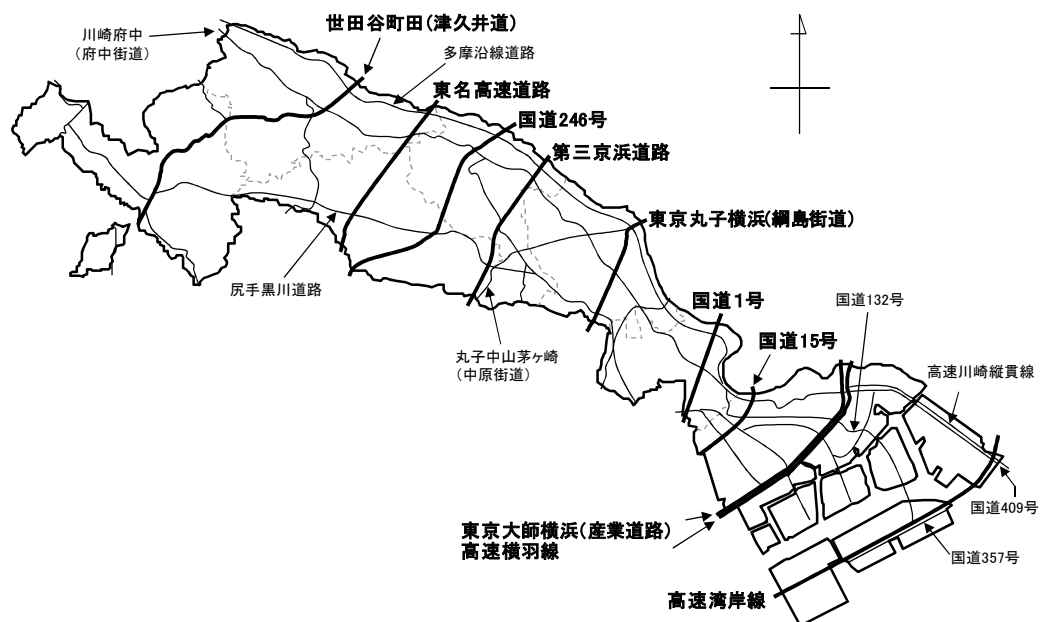 世田谷町田(津久井道)
川崎府中
(府中街道)
多摩沿線道路
東名高速道路
国道246号
第三京浜道路
東京丸子横浜(綱島街道)
尻手黒川道路
国道1号
国道132号
国道15号
丸子中山茅ヶ崎
(中原街道)
高速川崎縦貫線
国道409号
東京大師横浜(産業道路)
高速横羽線
国道357号
高速湾岸線